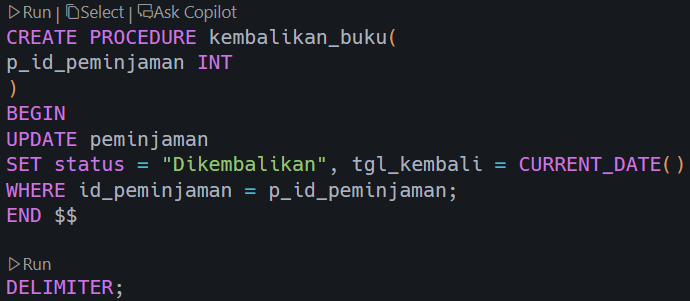 Run | Select | Ask Copilot
CREATE PROCEDURE kembalikan_buku(
p_id_peminjaman INT
)
BEGIN
UPDATE peminjaman
SET status = "Dikembalikan", tgl_kembali = CURRENT_DATE()
WHERE id_peminjaman = p_id_peminjaman;
END $$
Run
DELIMITER;